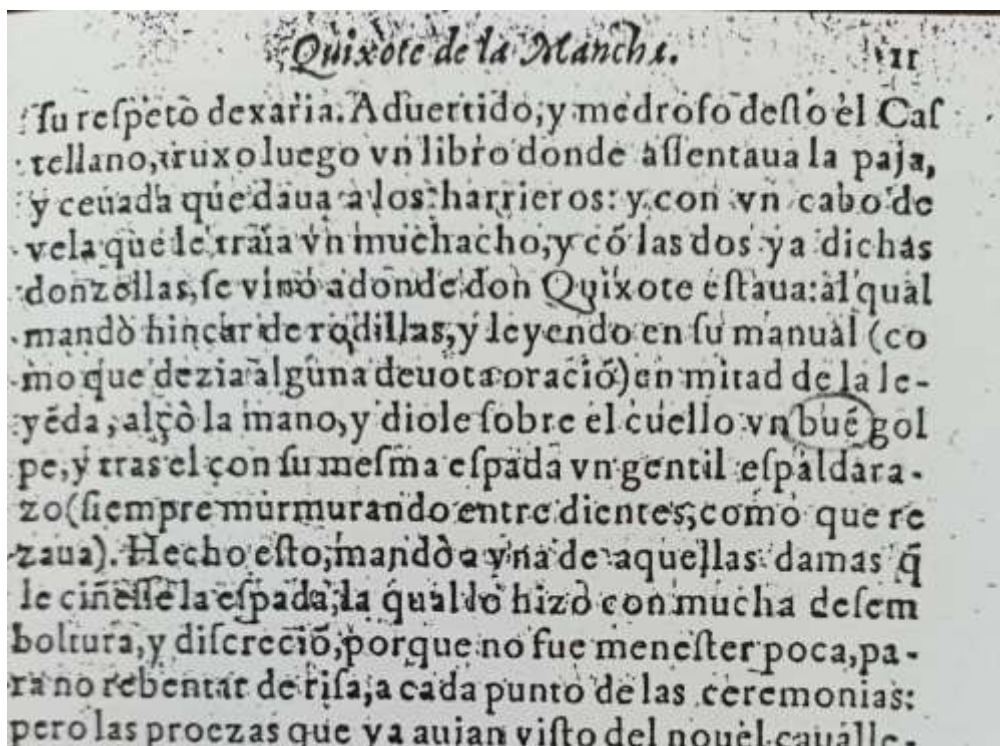 Quixote de la Mancha. 11
su respeto dexaria. Aduertido, y medroso desto el Cas
tellano, truxo luego vn libro donde assentaua la paja,
y ceuada que daua a los harrieros: y con vn cabo de
vela que le traia vn muchacho, y cõ las dos ya dichas
donzellas, se vino adonde don Quixote estaua: al qual
mandò hincar de rodillas, y leyendo en su manual (co
mo que dezia alguna deuota oraciõ) en mitad de la le-
yẽda, alçò la mano, y diole sobre el cuello vn buẽ gol
pe, y tras el con su mesma espada vn gentil espaldara-
zo (siempre murmurando entre dientes, como que re
zaua). Hecho esto, mandò a vna de aquellas damas q̃
le ciñesse la espada, la qual lo hizo con mucha desem
boltura, y discreciõ, porque no fue menester poca, pa-
ra no rebentar de risa, a cada punto de las ceremonias:
pero las proezas que ya auian visto del nouel caualle-